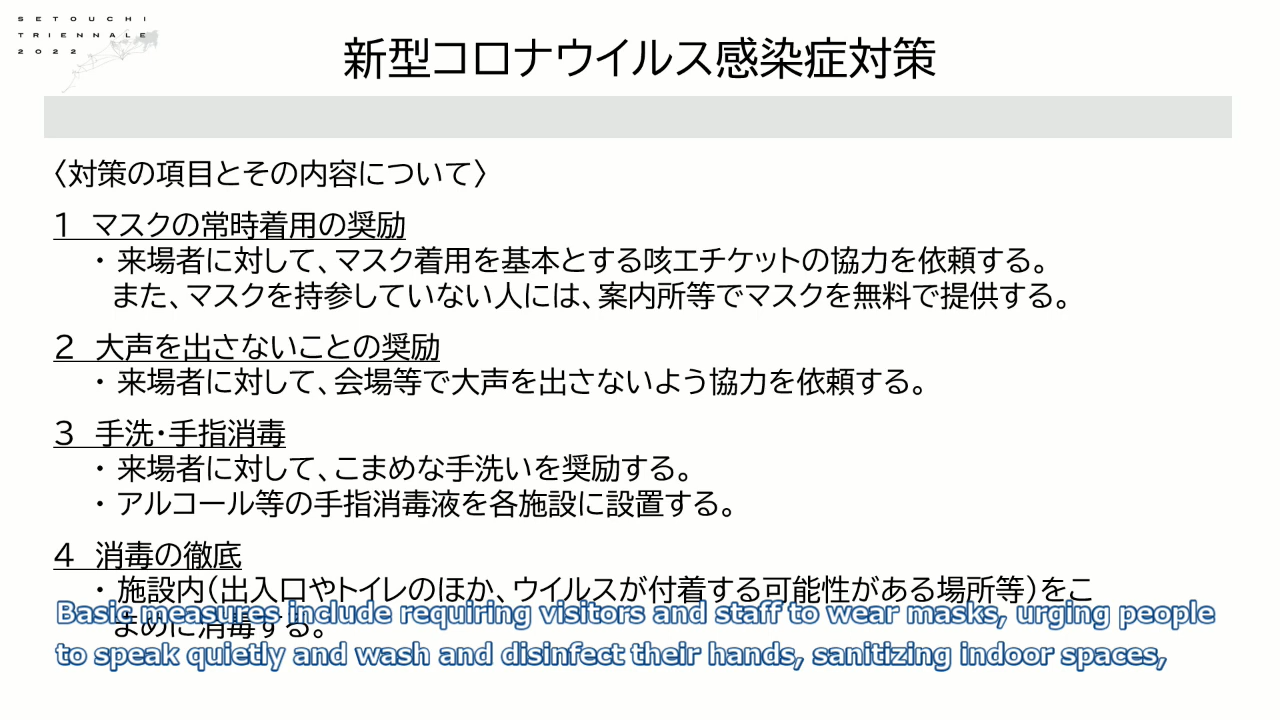 SETOUCHI
TRIENNALE
2022
新型コロナウイルス感染症対策
〈対策の項目とその内容について〉
１ マスクの常時着用の奨励
・来場者に対して、マスク着用を基本とする咳エチケットの協力を依頼する。
また、マスクを持参していない人には、案内所等でマスクを無料で提供する。
２ 大声を出さないことの奨励
・来場者に対して、会場等で大声を出さないよう協力を依頼する。
３ 手洗・手指消毒
・来場者に対して、こまめな手洗いを奨励する。
・アルコール等の手指消毒液を各施設に設置する。
４ 消毒の徹底
・施設内（出入口やトイレのほか、ウイルスが付着する可能性がある場所等）をこ
まめに消毒する。
Basic measures include requiring visitors and staff to wear masks, urging people
to speak quietly and wash and disinfect their hands, sanitizing indoor spaces,